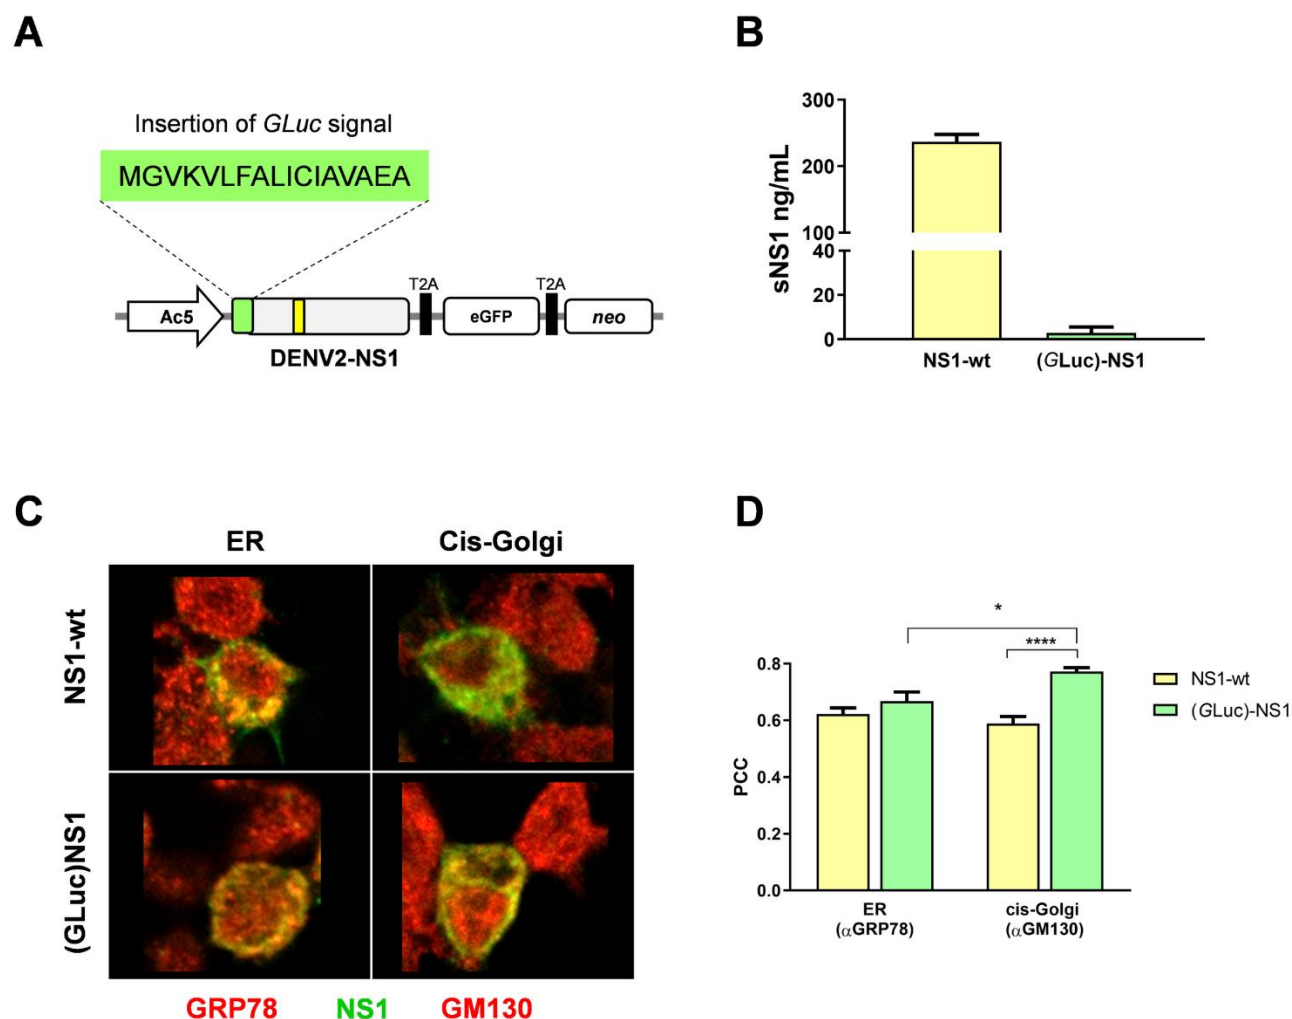 A
Insertion of GLuc signal
MGVKVLFALICIAVAEA
T2A
T2A
Ac5
eGFP
neo
DENV2-NS1
B
sNS1 ng/mL
300
200
100
40
20
0
NS1-wt
(GLuc)-NS1
C
ER
Cis-Golgi
NS1-wt
(GLuc)NS1
GRP78
NS1
GM130
D
*
****
PCC
0.8
0.6
0.4
0.2
0.0
ER
(αGRP78)
cis-Golgi
(αGM130)
NS1-wt
(GLuc)-NS1